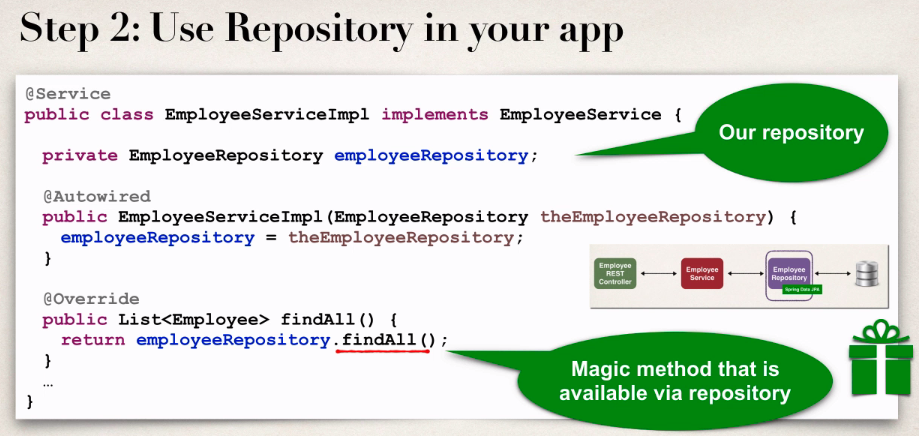 Step 2: Use Repository in your app
@Service
public class EmployeeServiceImpl implements EmployeeService {
private EmployeeRepository employeeRepository;
@Autowired
public EmployeeServiceImpl(EmployeeRepository theEmployeeRepository) {
employeeRepository = theEmployeeRepository;
}
@Override
public List<Employee> findAll() {
return employeeRepository.findAll();
}
…
}
Our repository
Employee
REST
Controller
Employee
Service
Employee
Repository
Spring Data JPA
Magic method that is
available via repository